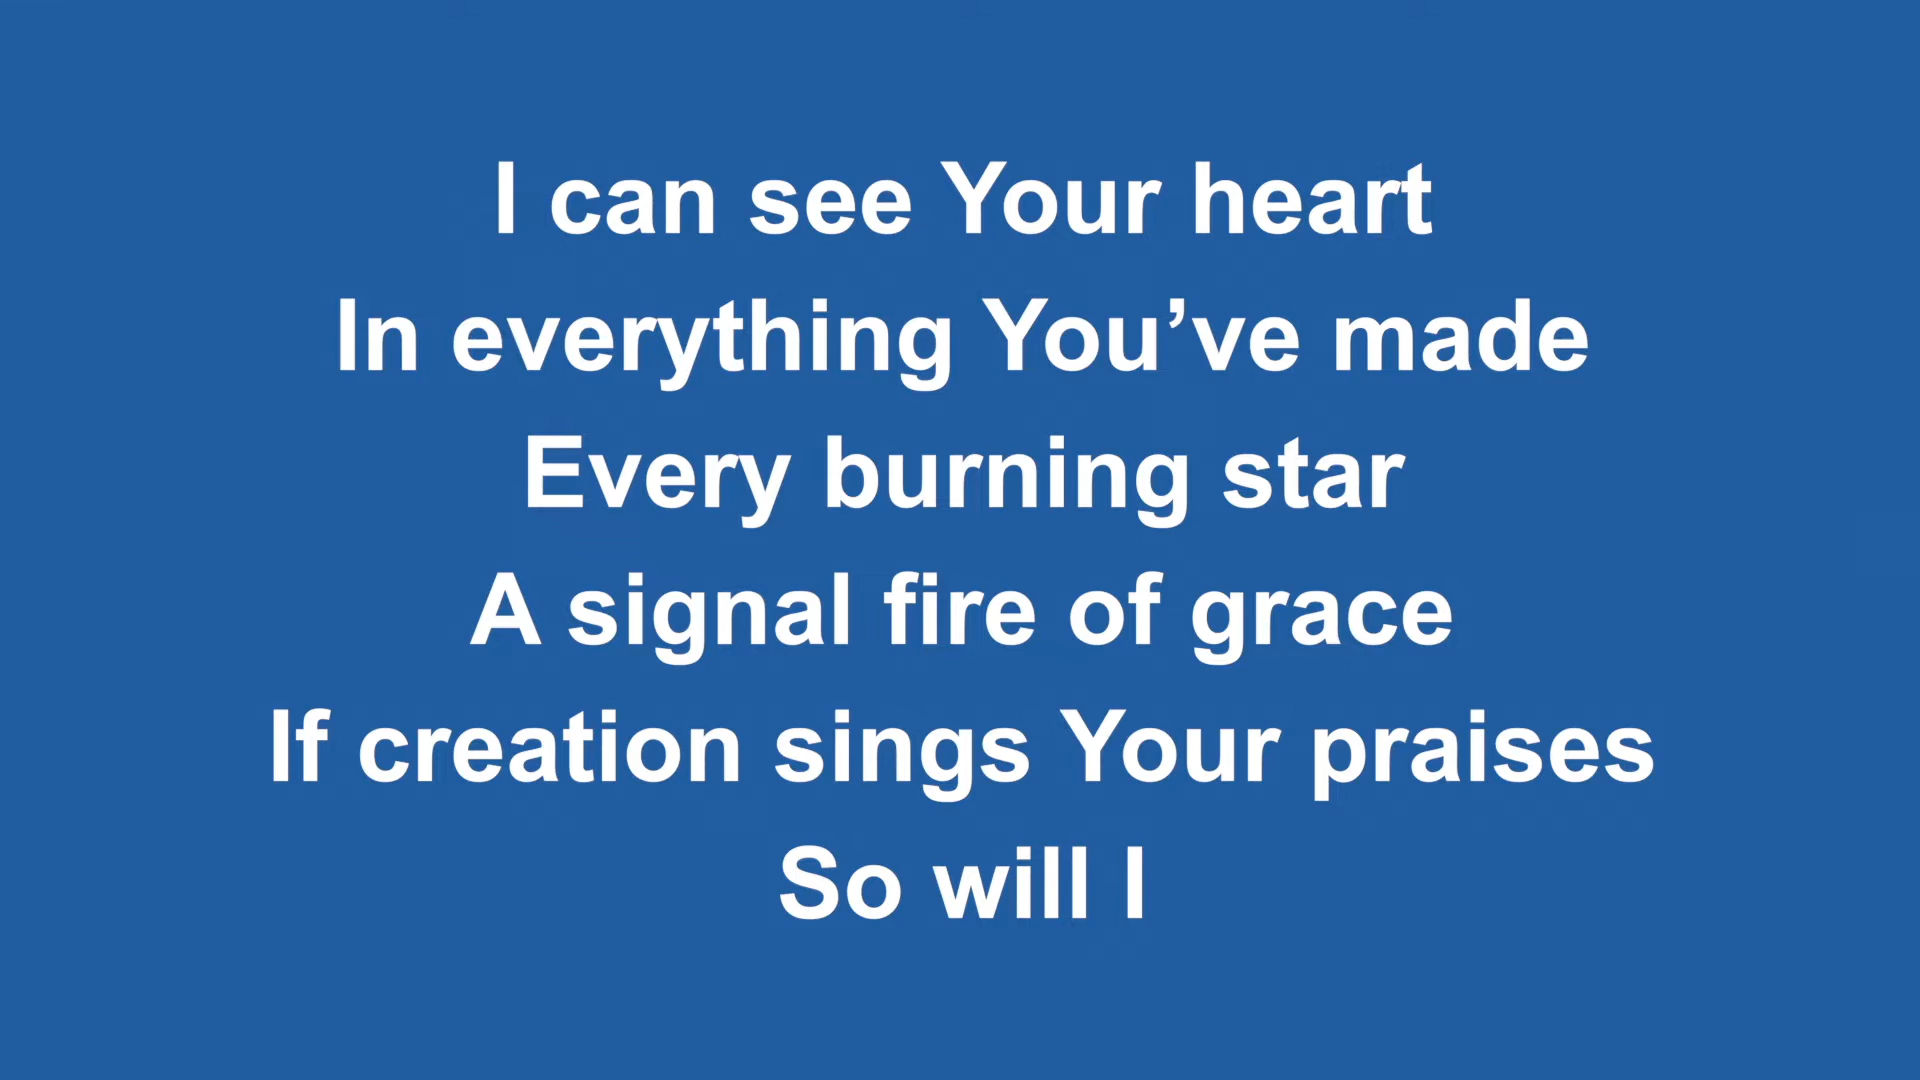 I can see Your heart
In everything You’ve made
Every burning star
A signal fire of grace
If creation sings Your praises
So will I